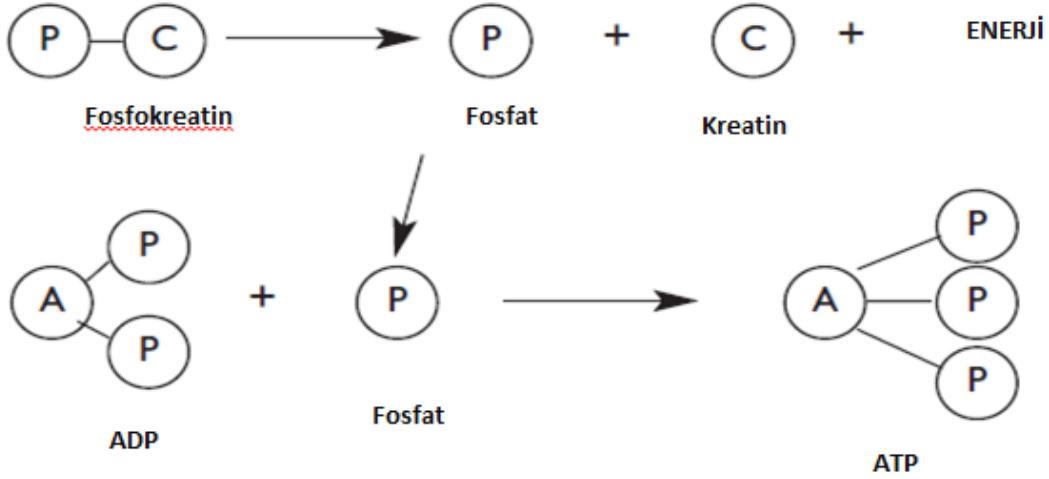 P C P + C + ENERJİ
Fosfokreatin Fosfat Kreatin
P
A P + P A P
P P
ADP Fosfat ATP